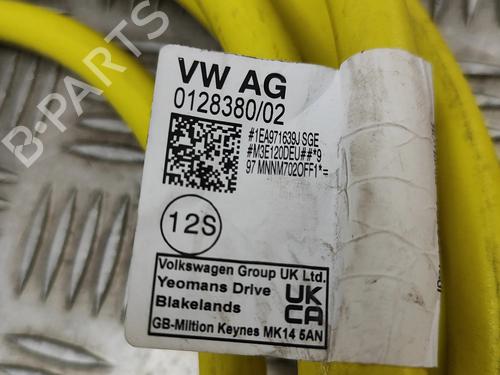 VW AG
0128380/02
#1EA971639J SGE
#M3E120DEU##*9
97 MNNM702OFF1*=
12S
Volkswagen Group UK Ltd.
Yeomans Drive
Blakelands
GB-Miltion Keynes MK14 5AN
UK
CA